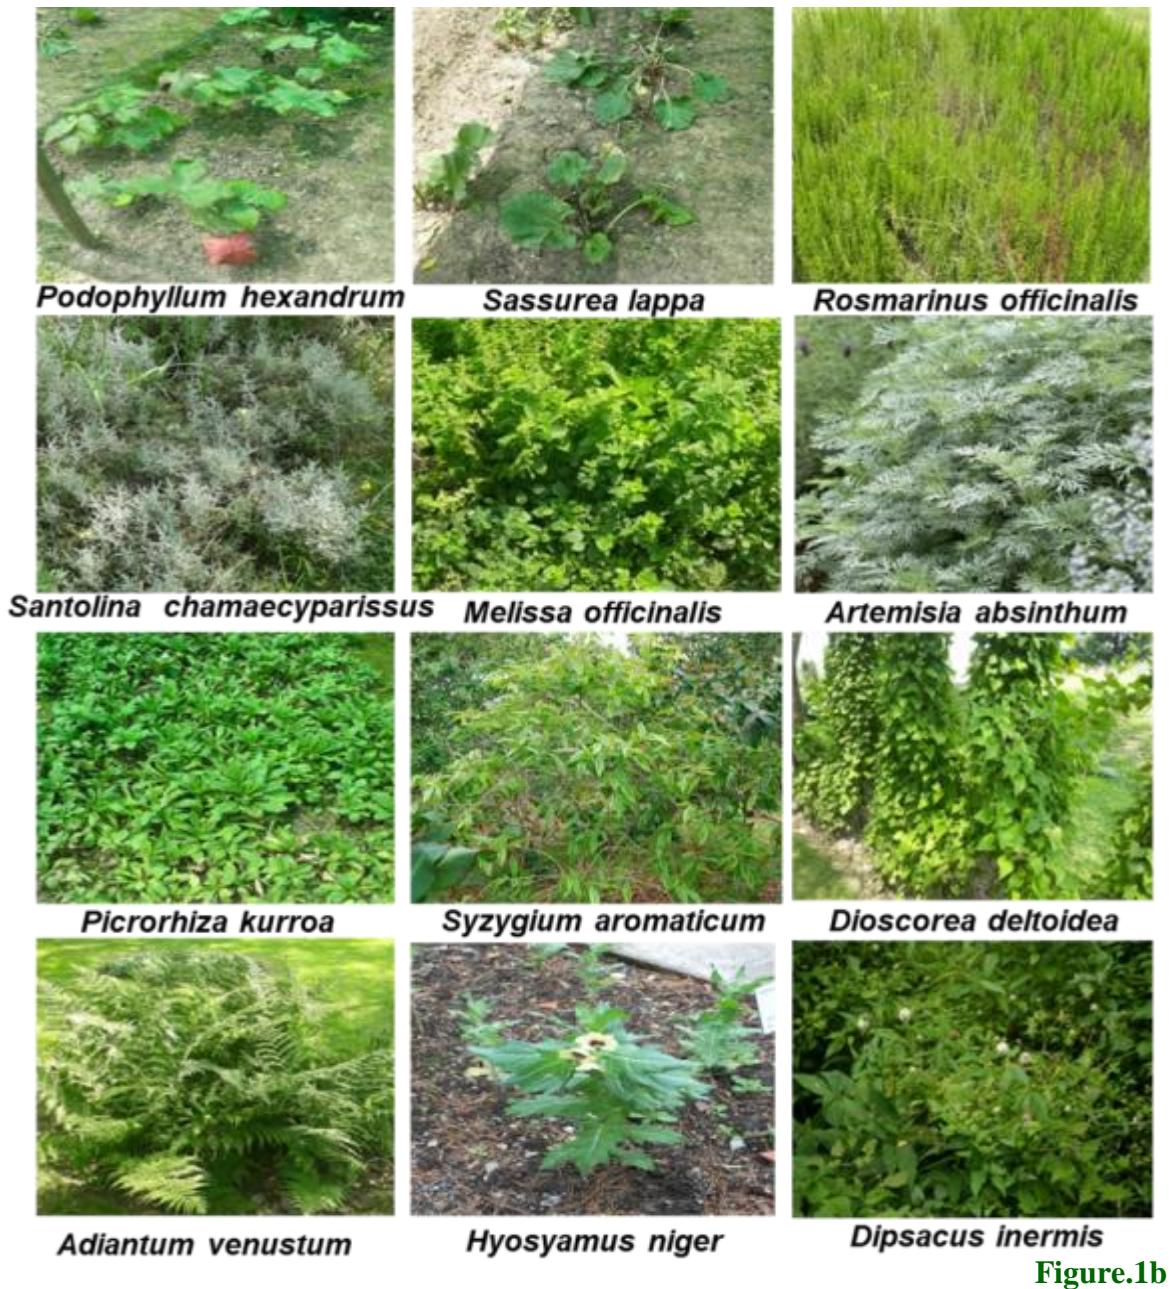 Podophyllum hexandrum
Sassurea lappa
Rosmarinus officinalis
Santolina chamaecyparissus
Melissa officinalis
Artemisia absinthum
Picrorhiza kurroa
Syzygium aromaticum
Dioscorea deltoidea
Adiantum venustum
Hyosyamus niger
Dipsacus inermis
Figure.1b